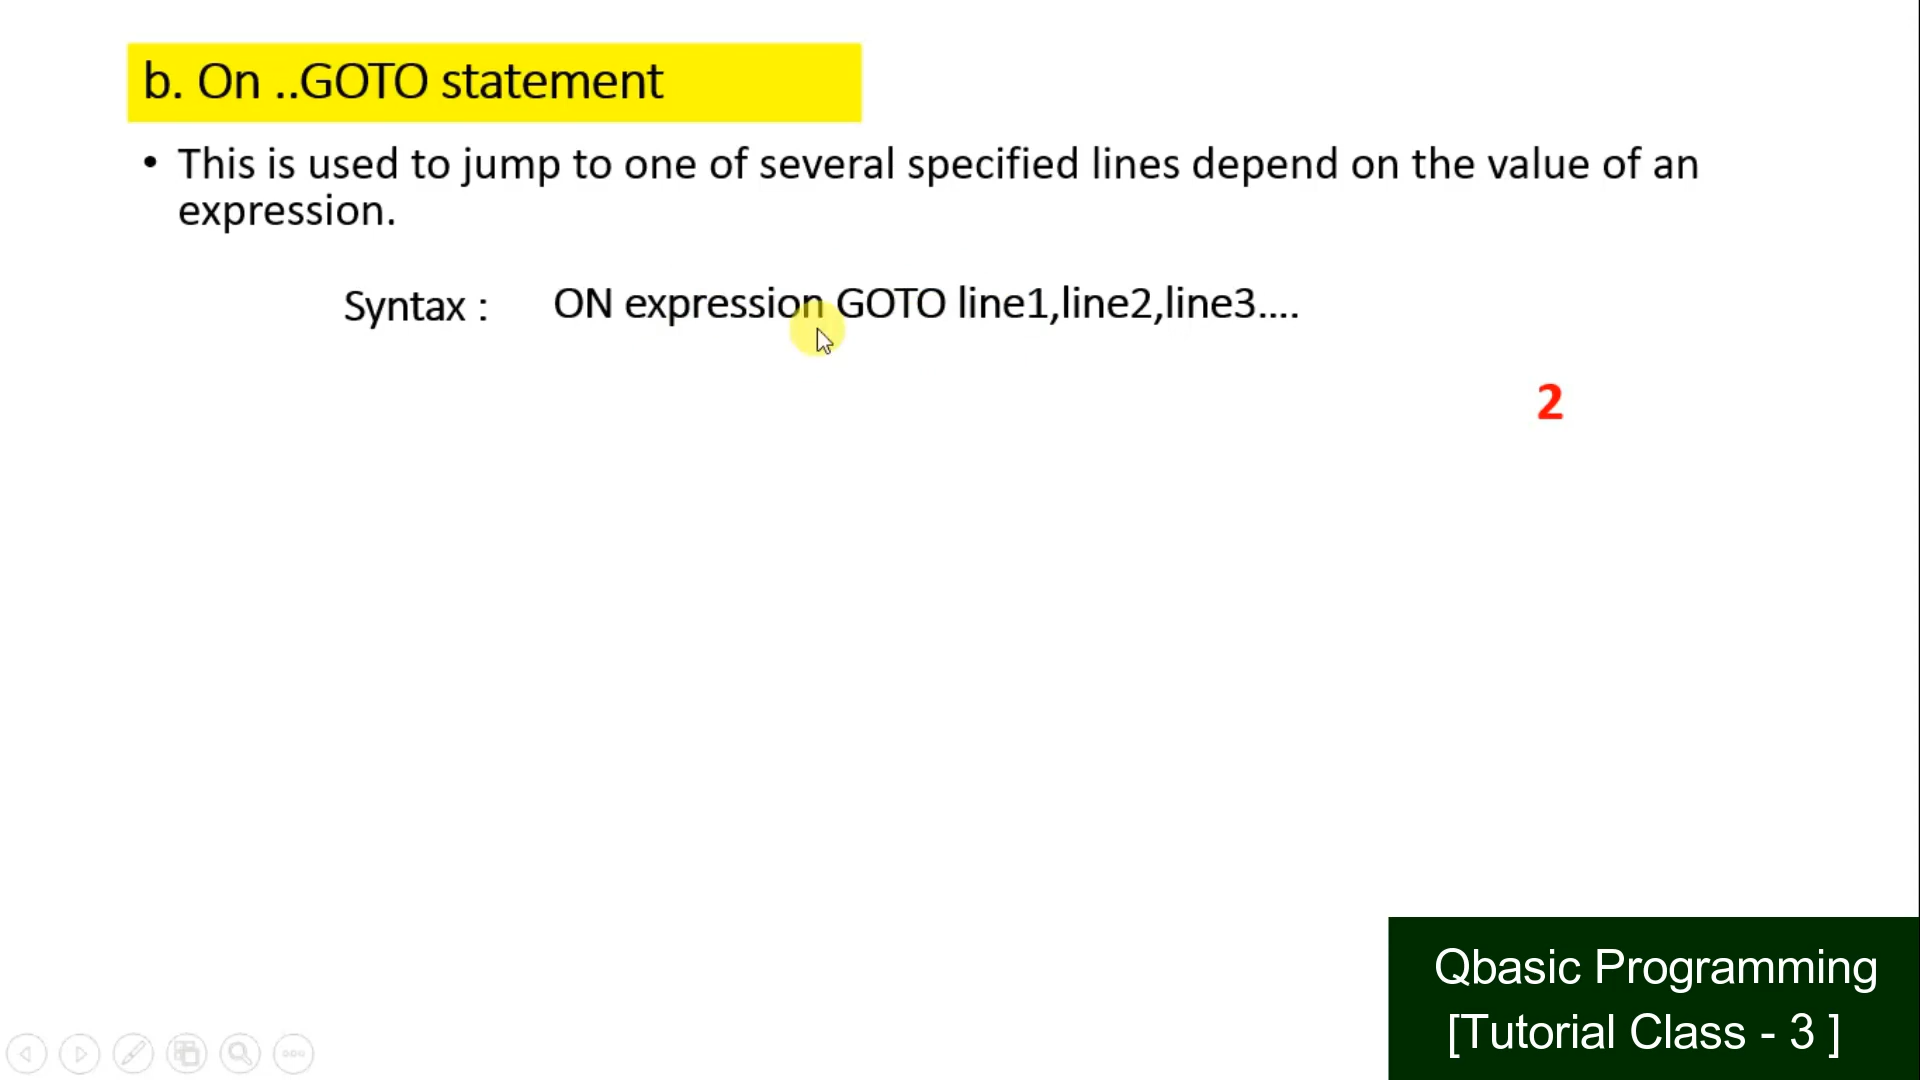 b. On ..GOTO statement
• This is used to jump to one of several specified lines depend on the value of an
expression.
Syntax : ON expression GOTO line1,line2,line3....
2
Qbasic Programming
[Tutorial Class - 3 ]